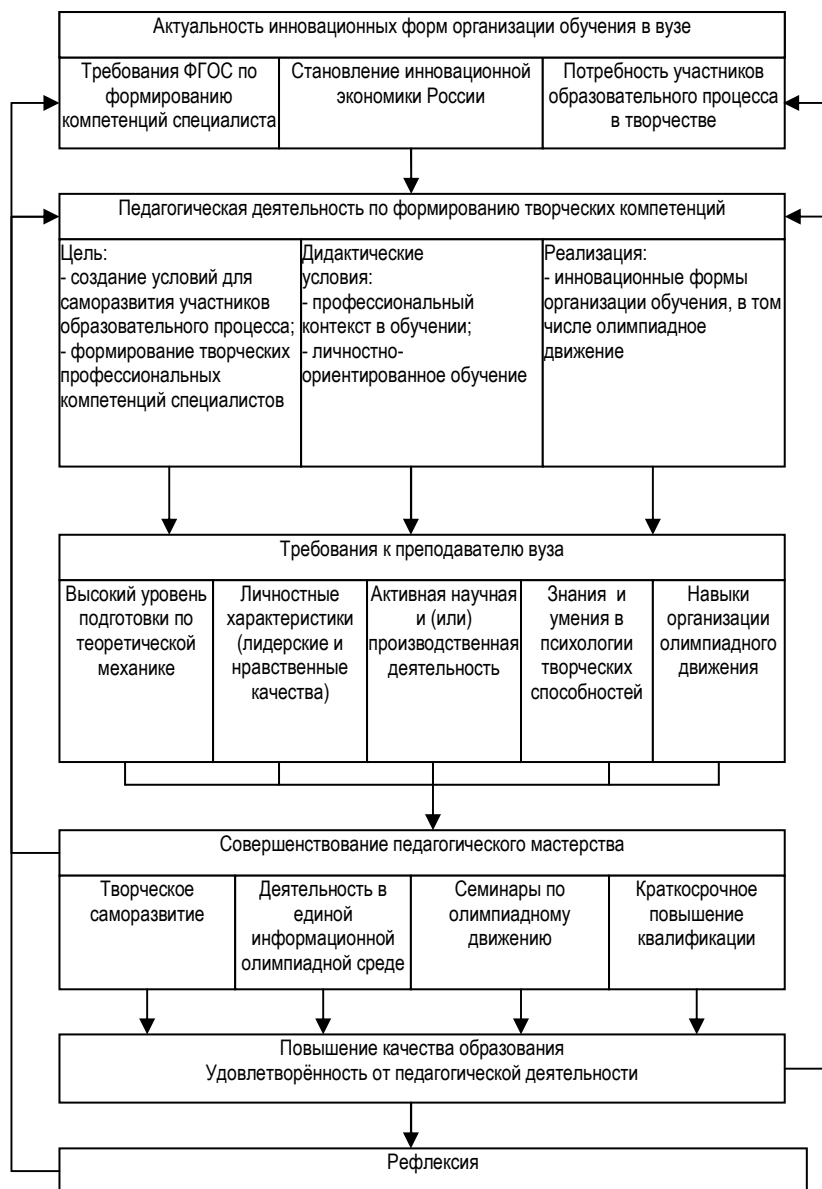 Актуальность инновационных форм организации обучения в вузе
Требования ФГОС по
формированию
компетенций специалиста
Становление инновационной
экономики России
Потребность участников
образовательного процесса
в творчестве
Педагогическая деятельность по формированию творческих компетенций
Цель:
- создание условий для
саморазвития участников
образовательного процесса;
- формирование творческих
профессиональных
компетенций специалистов
Дидактические
условия:
- профессиональный
контекст в обучении;
- личностно-
ориентированное обучение
Реализация:
- инновационные формы
организации обучения, в том
числе олимпиадное
движение
Требования к преподавателю вуза
Высокий уровень
подготовки по
теоретической
механике
Личностные
характеристики
(лидерские и
нравственные
качества)
Активная научная
и (или)
производственная
деятельность
Знания и
умения в
психологии
творческих
способностей
Навыки
организации
олимпиадного
движения
Совершенствование педагогического мастерства
Творческое
саморазвитие
Деятельность в
единой
информационной
олимпиадной среде
Семинары по
олимпиадному
движению
Краткосрочное
повышение
квалификации
Повышение качества образования
Удовлетворённость от педагогической деятельности
Рефлексия